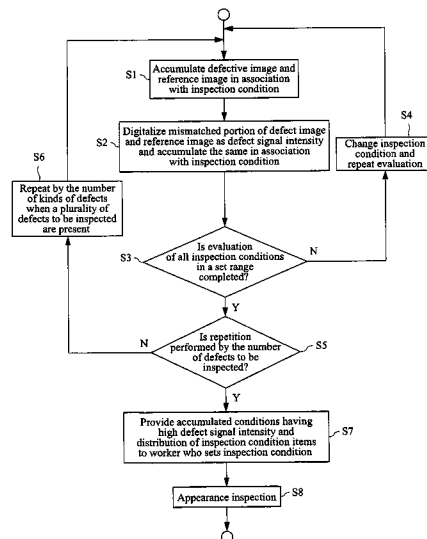 S1
Accumulate defective image and
reference image in association
with inspection condition
S2
Digitalize mismatched portion of defect image
and reference image as defect signal intensity
and accumulate the same in association
with inspection condition
S4
Change inspection
condition and
repeat evaluation
S6
Repeat by the number
of kinds of defects
when a plurality of
defects to be inspected
are present
S3
Is evaluation
of all inspection conditions
in a set range
completed?
N
Y
Is repetition
performed by the number
of defects to be
inspected?
S5
N
Y
Provide accumulated conditions having
high defect signal intensity and
distribution of inspection condition items
to worker who sets inspection condition
S7
Appearance inspection
S8